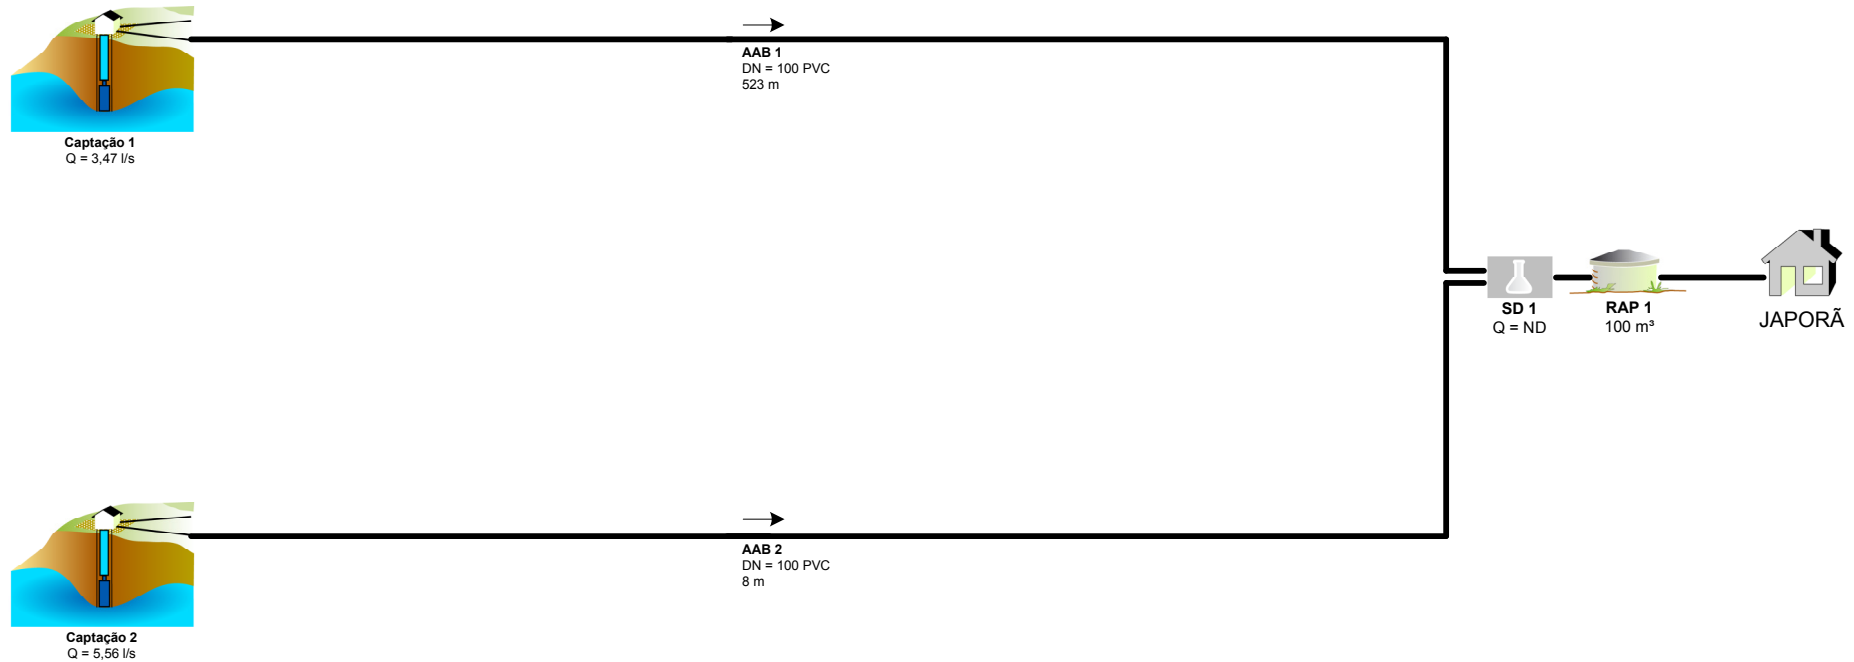 AAB 1
DN = 100 PVC
523 m
Captação 1
Q = 3,47 l/s
SD 1
Q = ND
RAP 1
100 m³
JAPORÃ
AAB 2
DN = 100 PVC
8 m
Captação 2
Q = 5,56 l/s